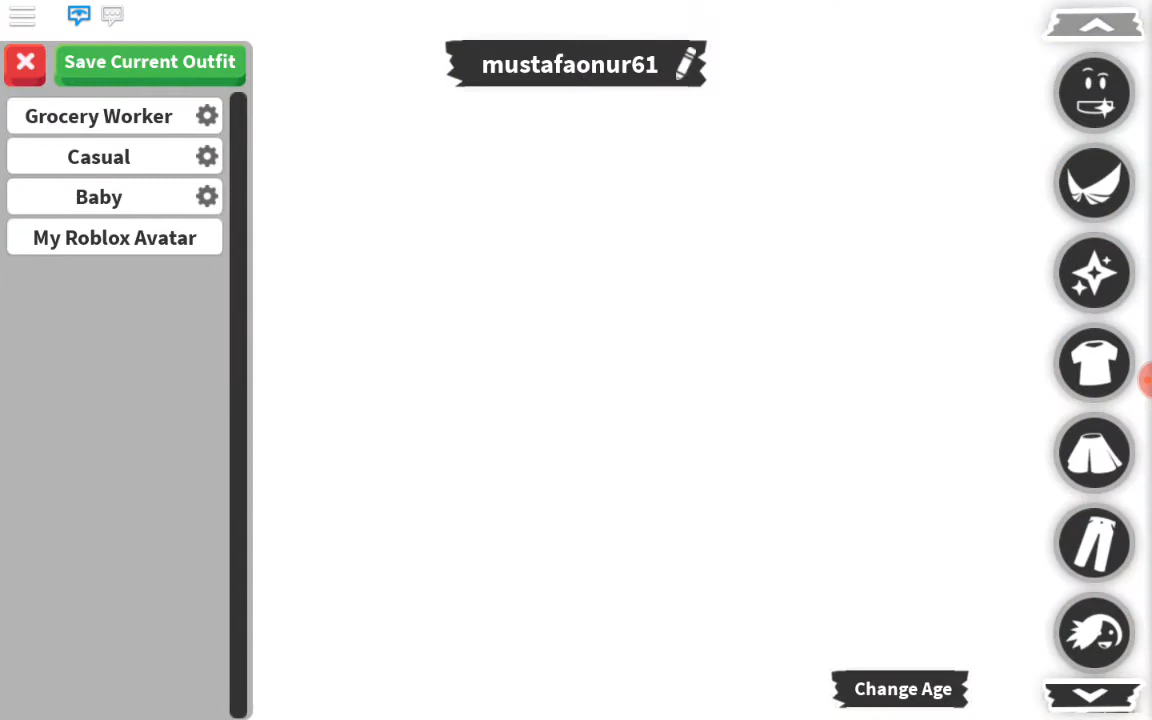 mustafaonur61
Save Current Outfit
Grocery Worker
Casual
Baby
My Roblox Avatar
Change Age